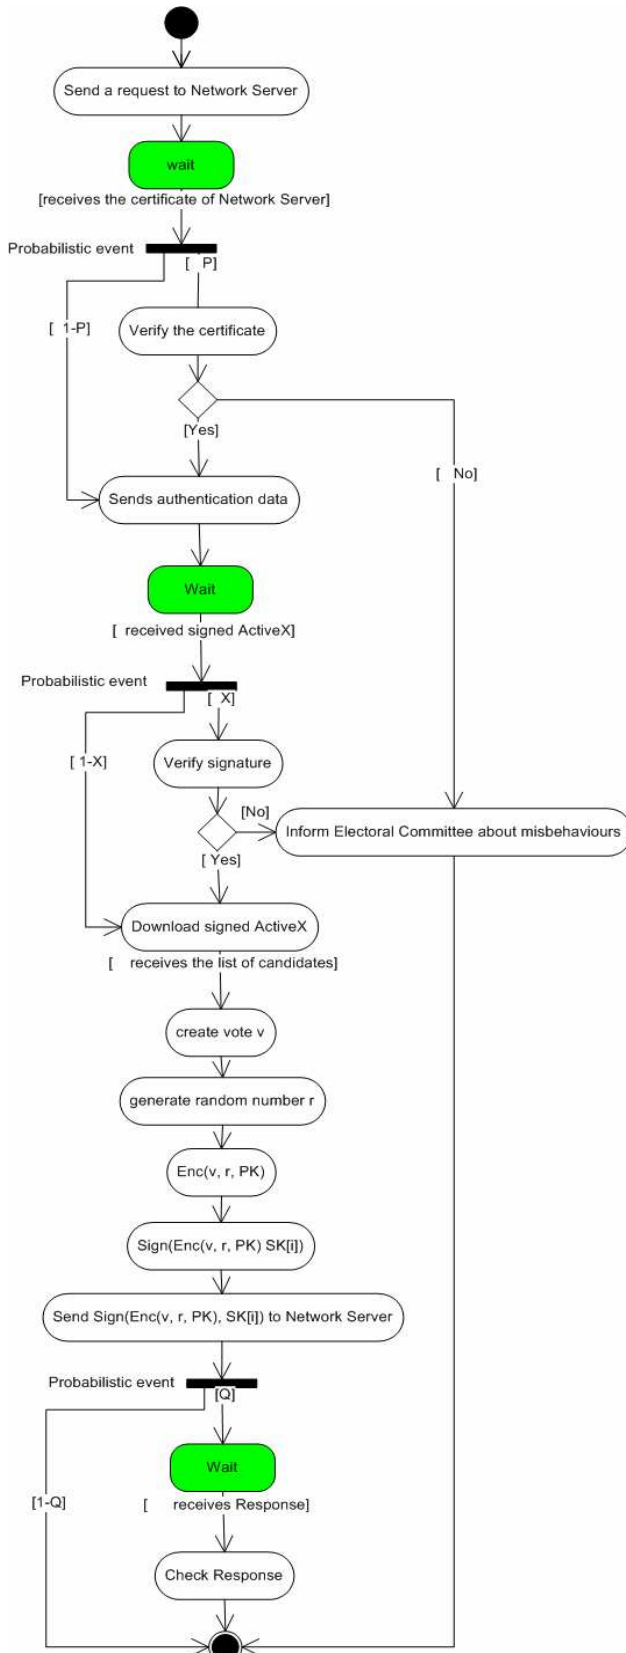 Send a request to Network Server
wait
[receives the certificate of Network Server]
Probabilistic event
[ P]
[ 1-P]
Verify the certificate
[Yes]
[ No]
Sends authentication data
Wait
[ received signed ActiveX]
Probabilistic event
[ X]
[ 1-X]
Verify signature
[No]
Inform Electoral Committee about misbehaviours
[ Yes]
Download signed ActiveX
[ receives the list of candidates]
create vote v
generate random number r
Enc(v, r, PK)
Sign(Enc(v, r, PK) SK[i])
Send Sign(Enc(v, r, PK), SK[i]) to Network Server
Probabilistic event
[Q]
Wait
[1-Q]
[ receives Response]
Check Response